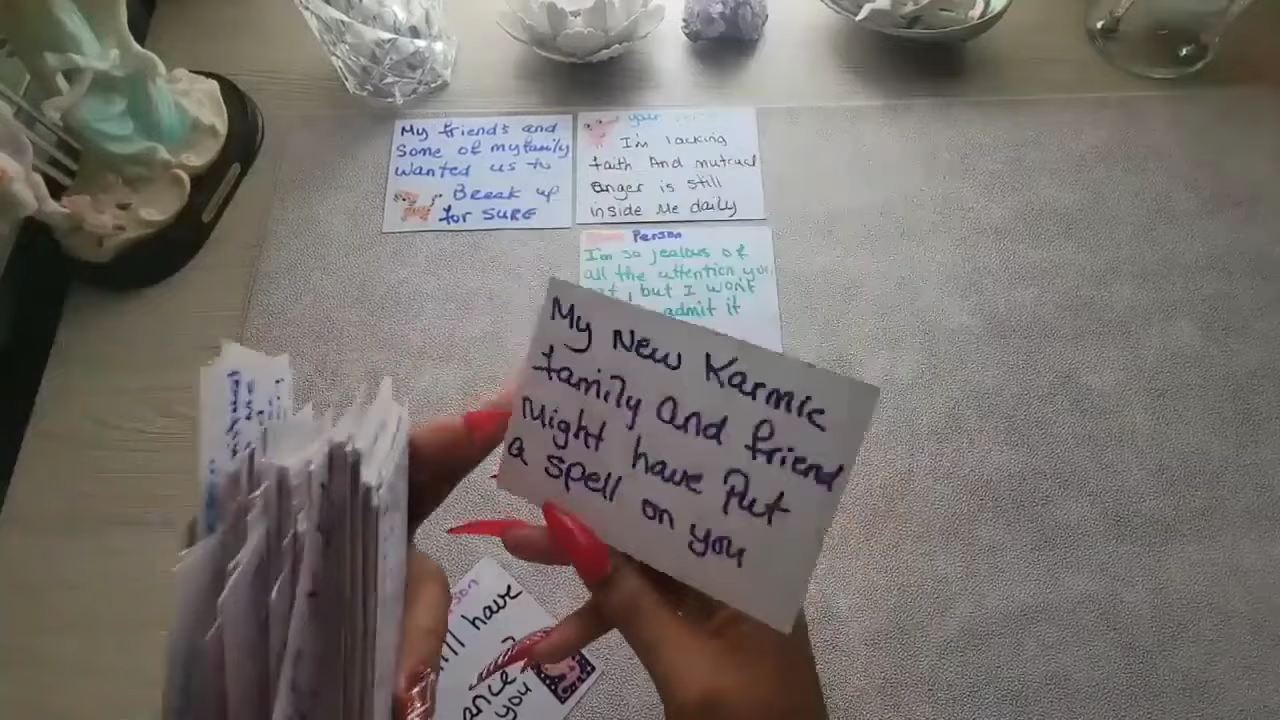 My friends and
Some of my family
wanted us to
Break up
for SURE
your
I'm lacking
faith And mutual
anger is still
inside Me daily
Person
I'm so jealous of
all the attention you
, but I won't
admit it
My New Karmic
family and friend
Might have Put
a spell on you
have
you